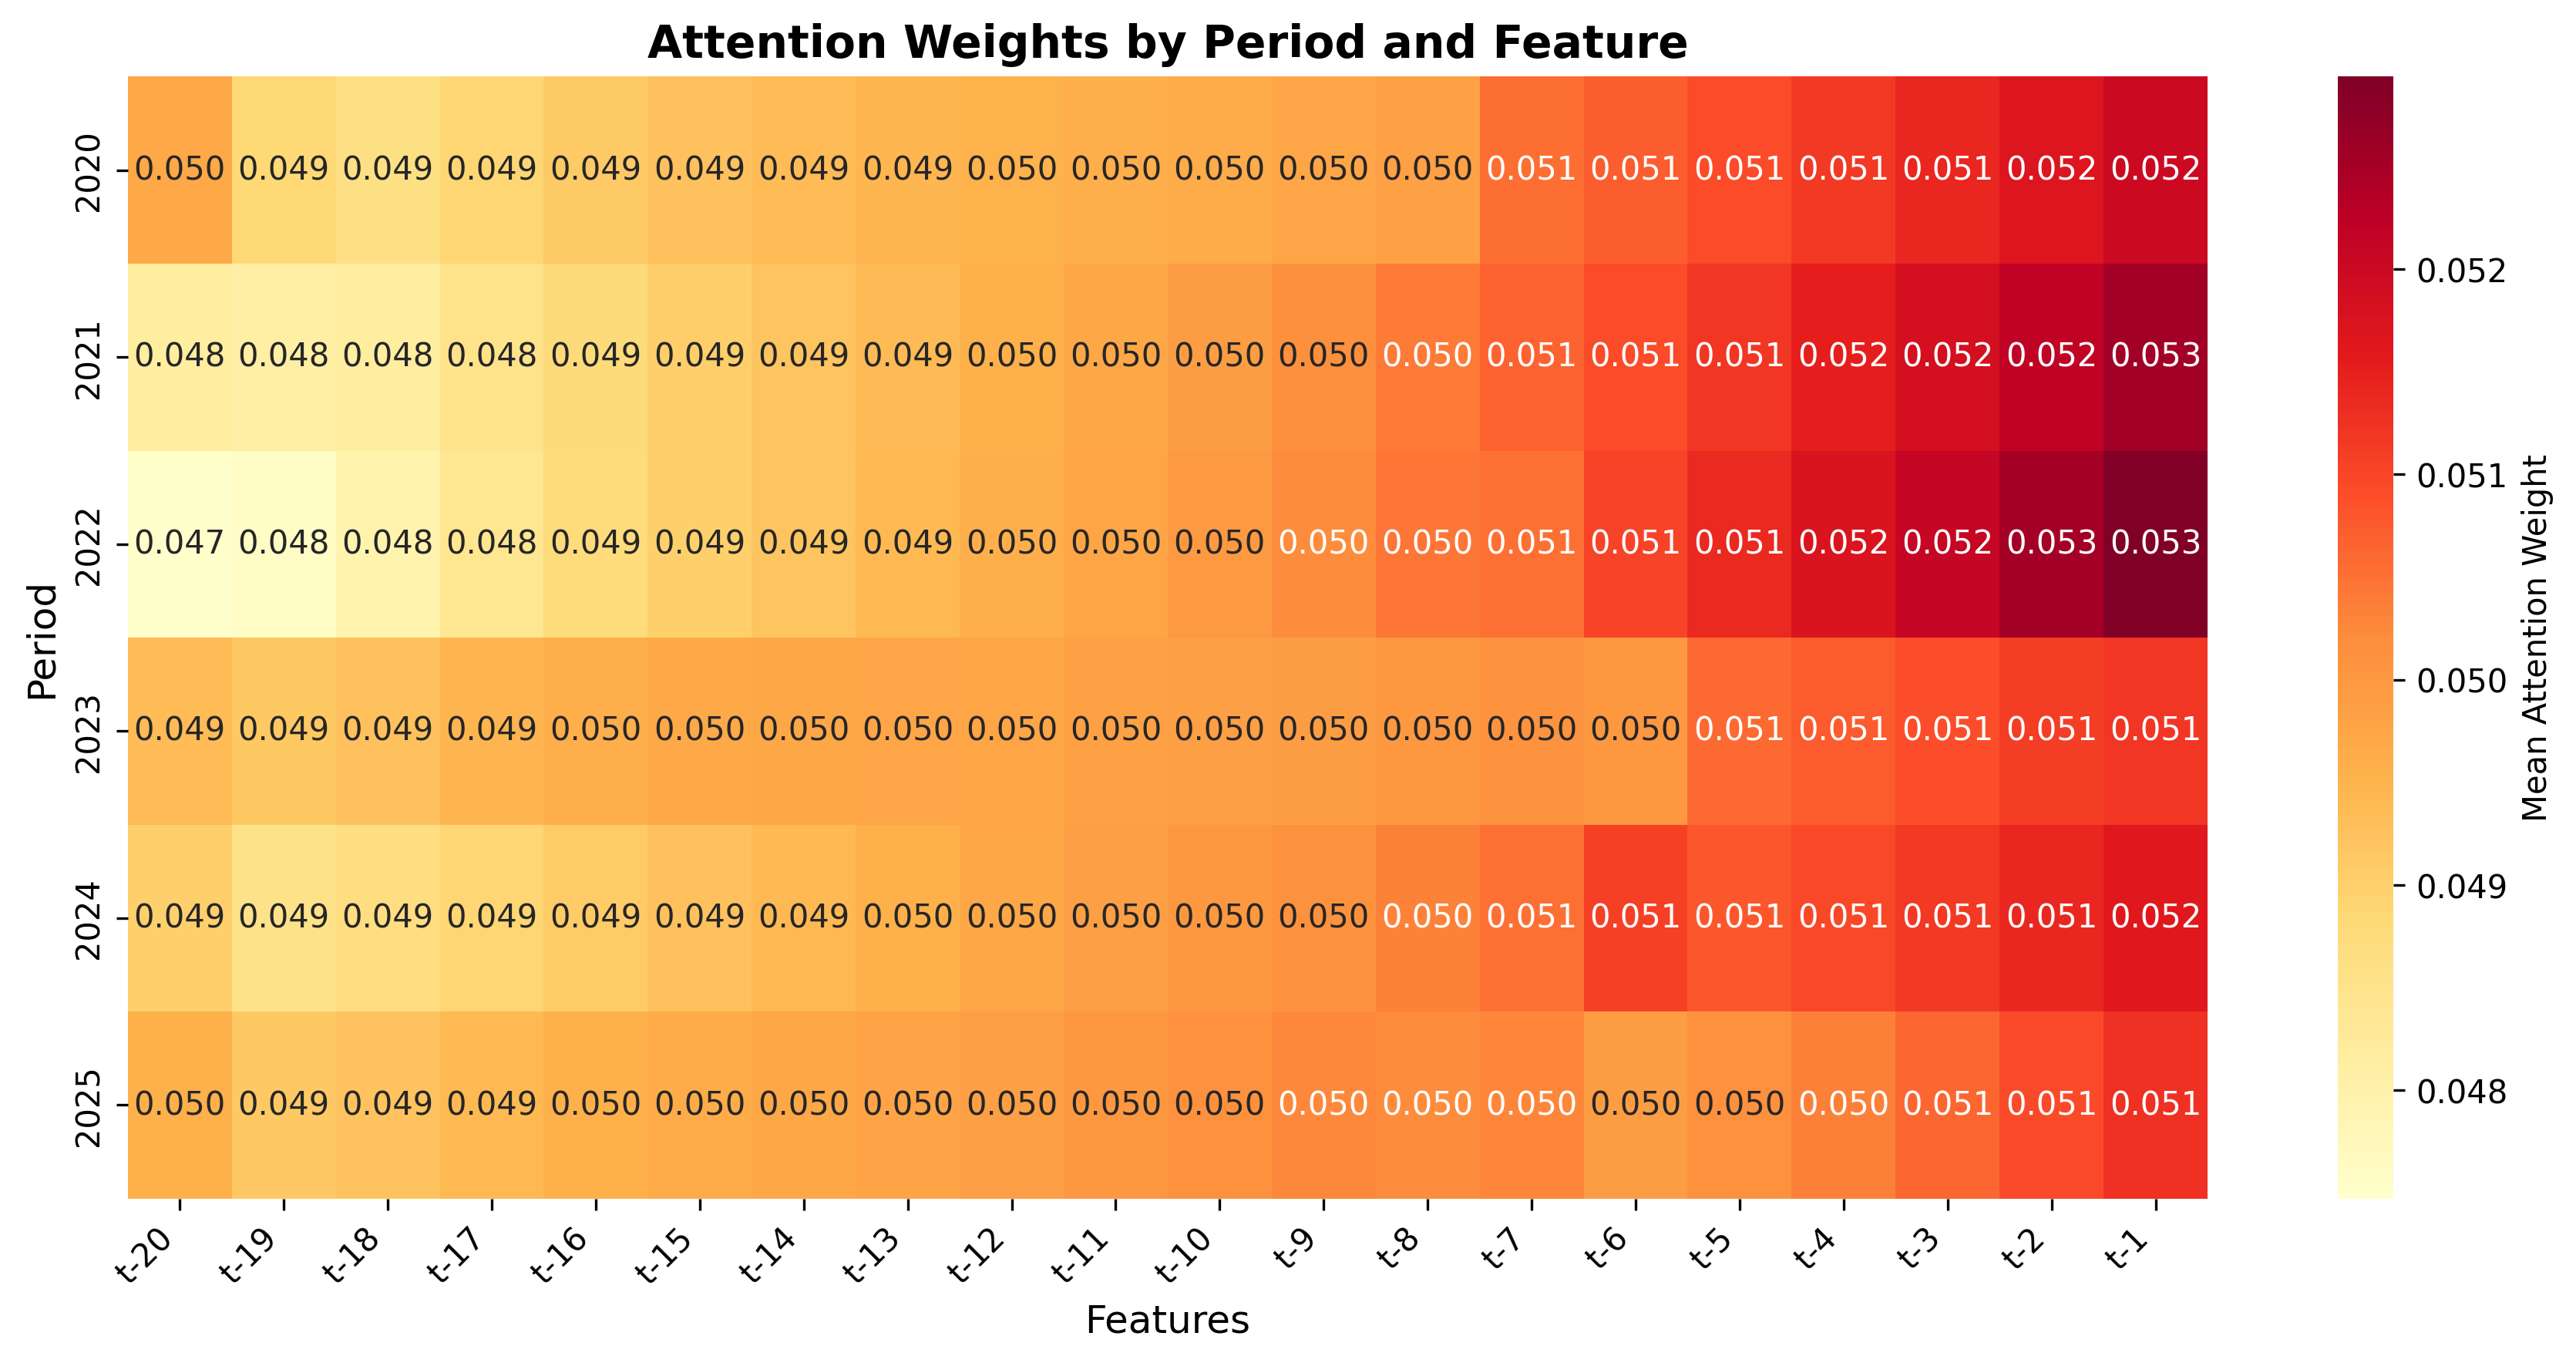 Attention Weights by Period and Feature
2020 0.050 0.049 0.049 0.049 0.049 0.049 0.049 0.049 0.050 0.050 0.050 0.050 0.050 0.051 0.051 0.051 0.051 0.051 0.052 0.052
2021 0.048 0.048 0.048 0.048 0.049 0.049 0.049 0.049 0.050 0.050 0.050 0.050 0.050 0.051 0.051 0.051 0.052 0.052 0.052 0.053
2022 0.047 0.048 0.048 0.048 0.049 0.049 0.049 0.049 0.050 0.050 0.050 0.050 0.050 0.051 0.051 0.051 0.052 0.052 0.053 0.053
2023 0.049 0.049 0.049 0.049 0.050 0.050 0.050 0.050 0.050 0.050 0.050 0.050 0.050 0.050 0.050 0.051 0.051 0.051 0.051 0.051
2024 0.049 0.049 0.049 0.049 0.049 0.049 0.049 0.050 0.050 0.050 0.050 0.050 0.050 0.051 0.051 0.051 0.051 0.051 0.051 0.052
2025 0.050 0.049 0.049 0.049 0.050 0.050 0.050 0.050 0.050 0.050 0.050 0.050 0.050 0.050 0.050 0.050 0.050 0.051 0.051 0.051
Period
t-20 t-19 t-18 t-17 t-16 t-15 t-14 t-13 t-12 t-11 t-10 t-9 t-8 t-7 t-6 t-5 t-4 t-3 t-2 t-1
Features
0.052
0.051
0.050
0.049
0.048
Mean Attention Weight